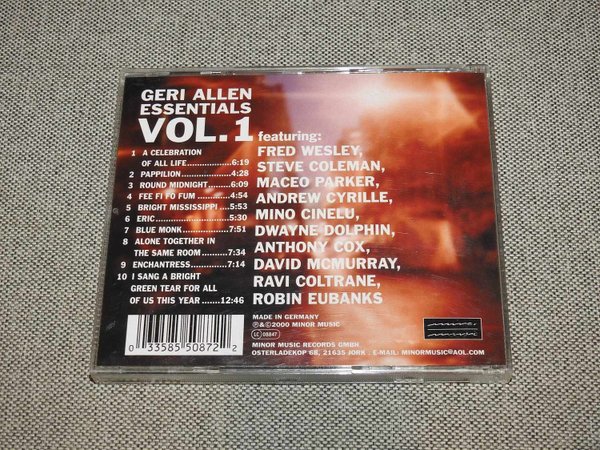 GERI ALLEN
ESSENTIALS
VOL.1 featuring:
1 A CELEBRATION
OF ALL LIFE..............6:19
2 PAPPILION................4:28
3 ROUND MIDNIGHT.......6:09
4 FEE FI FO FUM..........4:54
5 BRIGHT MISSISSIPPI....5:53
6 ERIC.........................5:30
7 BLUE MONK...............7:51
8 ALONE TOGETHER IN
THE SAME ROOM.........7:34
9 ENCHANTRESS...........7:14
10 I SANG A BRIGHT
GREEN TEAR FOR ALL
OF US THIS YEAR.......12:46
FRED WESLEY,
STEVE COLEMAN,
MACEO PARKER,
ANDREW CYRILLE,
MINO CINELU,
DWAYNE DOLPHIN,
ANTHONY COX,
DAVID MCMURRAY,
RAVI COLTRANE,
ROBIN EUBANKS
0 33585 50872 2
MADE IN GERMANY
℗&©2000 MINOR MUSIC
LC 08847
MINOR MUSIC RECORDS GMBH
OSTERLADEKOP 68, 21635 JORK . E-MAIL: MINORMUSIC@AOL.COM
minor
music